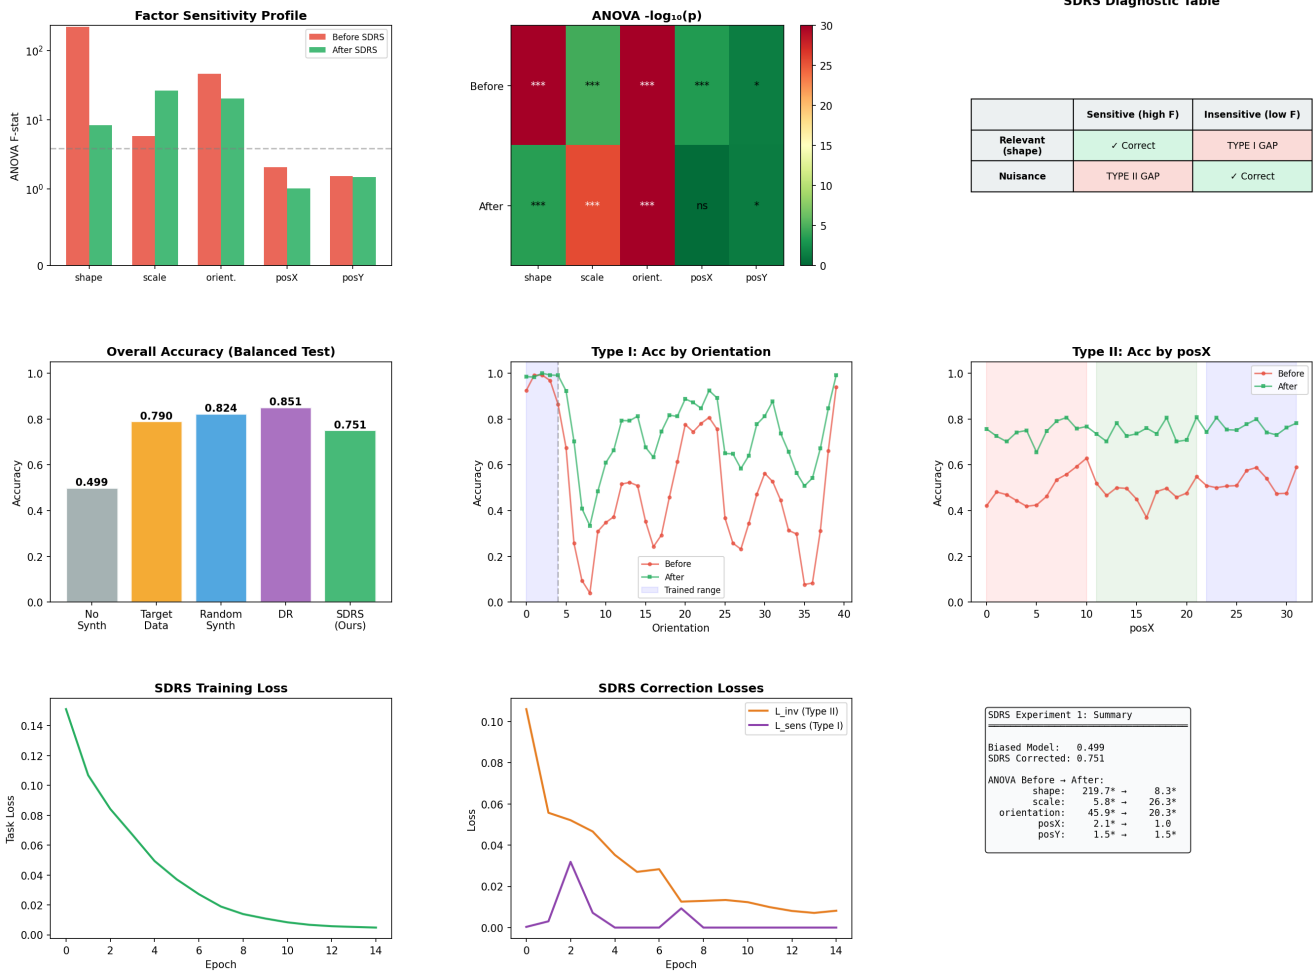 SDRS Diagnostic Table
Factor Sensitivity Profile
ANOVA F-stat
10²
10¹
10⁰
0
Before SDRS
After SDRS
shape scale orient. posX posY
ANOVA -log₁₀(p)
Before
After
*** *** *** *** *
*** *** *** ns *
shape scale orient. posX posY
30
25
20
15
10
5
0
Sensitive (high F) Insensitive (low F)
Relevant
(shape)
✓ Correct TYPE I GAP
Nuisance TYPE II GAP ✓ Correct
Overall Accuracy (Balanced Test)
Accuracy
1.0
0.8
0.6
0.4
0.2
0.0
0.499
0.790
0.824
0.851
0.751
No
Synth
Target
Data
Random
Synth
DR
SDRS
(Ours)
Type I: Acc by Orientation
Accuracy
1.0
0.8
0.6
0.4
0.2
0.0
Before
After
Trained range
0 5 10 15 20 25 30 35 40
Orientation
Type II: Acc by posX
Accuracy
1.0
0.8
0.6
0.4
0.2
0.0
Before
After
0 5 10 15 20 25 30
posX
SDRS Training Loss
Task Loss
0.14
0.12
0.10
0.08
0.06
0.04
0.02
0.00
0 2 4 6 8 10 12 14
Epoch
SDRS Correction Losses
Loss
0.10
0.08
0.06
0.04
0.02
0.00
L_inv (Type II)
L_sens (Type I)
0 2 4 6 8 10 12 14
Epoch
SDRS Experiment 1: Summary
Biased Model: 0.499
SDRS Corrected: 0.751
ANOVA Before → After:
shape: 219.7* → 8.3*
scale: 5.8* → 26.3*
orientation: 45.9* → 20.3*
posX: 2.1* → 1.0
posY: 1.5* → 1.5*